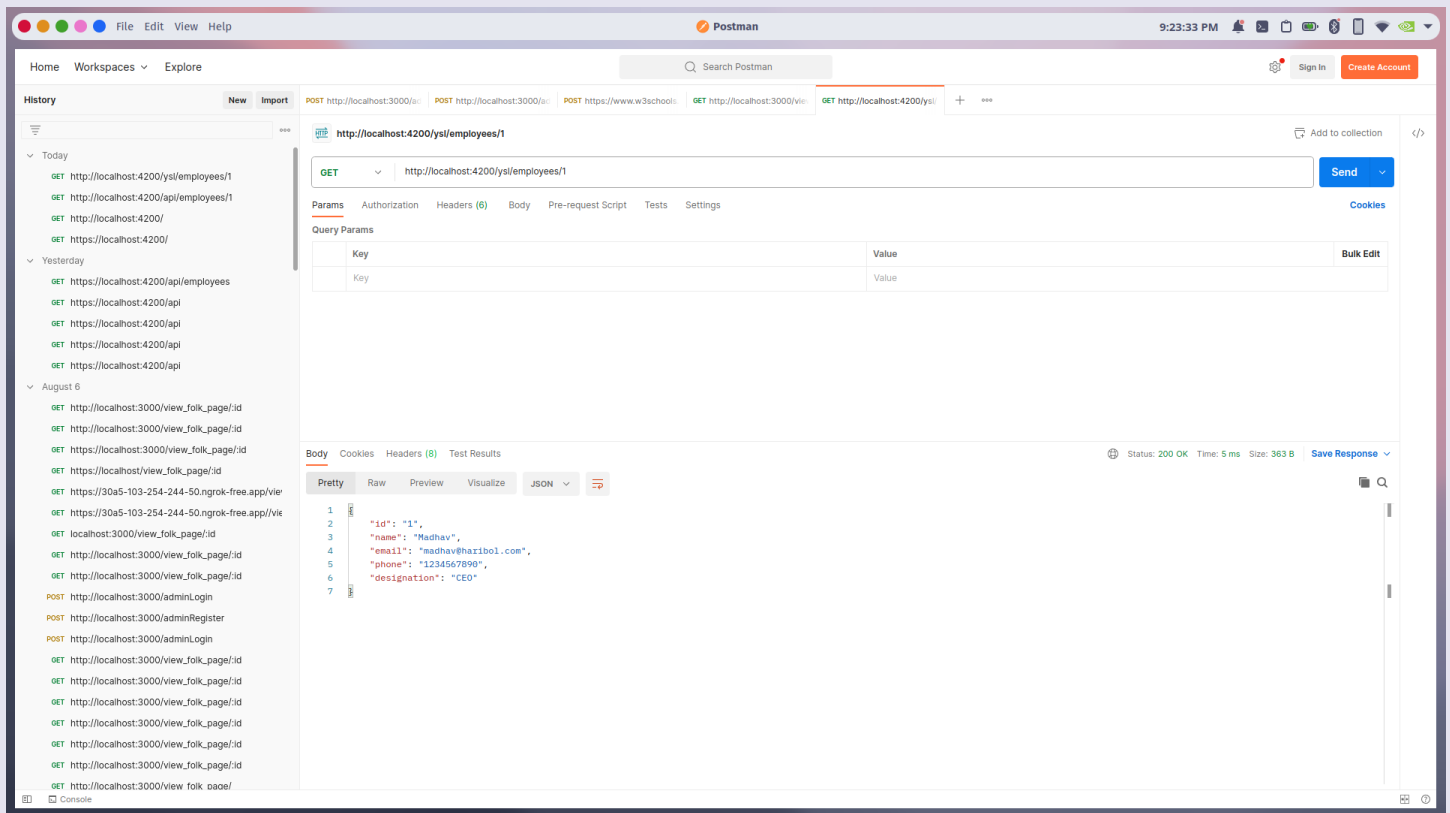 File Edit View Help
Postman
9:23:33 PM
Home Workspaces Explore
Search Postman
Sign In
Create Account
History
New Import
POST http://localhost:3000/ac
POST http://localhost:3000/ac
POST https://www.w3schools.
GET http://localhost:3000/vie
GET http://localhost:4200/ysl/
Today
GET http://localhost:4200/ysl/employees/1
GET http://localhost:4200/api/employees/1
GET http://localhost:4200/
GET https://localhost:4200/
Yesterday
GET https://localhost:4200/api/employees
GET https://localhost:4200/api
GET https://localhost:4200/api
GET https://localhost:4200/api
GET https://localhost:4200/api
August 6
GET http://localhost:3000/view_folk_page/:id
GET http://localhost:3000/view_folk_page/:id
GET https://localhost:3000/view_folk_page/:id
GET https://localhost/view_folk_page/:id
GET https://30a5-103-254-244-50.ngrok-free.app/viev
GET https://30a5-103-254-244-50.ngrok-free.app//vie
GET localhost:3000/view_folk_page/:id
GET http://localhost:3000/view_folk_page/:id
GET http://localhost:3000/view_folk_page/:id
POST http://localhost:3000/adminLogin
POST http://localhost:3000/adminRegister
POST http://localhost:3000/adminLogin
GET http://localhost:3000/view_folk_page/:id
GET http://localhost:3000/view_folk_page/:id
GET http://localhost:3000/view_folk_page/:id
GET http://localhost:3000/view_folk_page/:id
GET http://localhost:3000/view_folk_page/:id
GET http://localhost:3000/view_folk_page/:id
GET http://localhost:3000/view_folk_page/
HTTP http://localhost:4200/ysl/employees/1
Add to collection
GET http://localhost:4200/ysl/employees/1
Send
Params Authorization Headers (6) Body Pre-request Script Tests Settings
Cookies
Query Params
Key Value Bulk Edit
Key Value
Body Cookies Headers (8) Test Results
Status: 200 OK Time: 5 ms Size: 363 B
Save Response
Pretty Raw Preview Visualize JSON
1 {
2 "id": "1",
3 "name": "Madhav",
4 "email": "madhav@haribol.com",
5 "phone": "1234567890",
6 "designation": "CEO"
7 }
Console